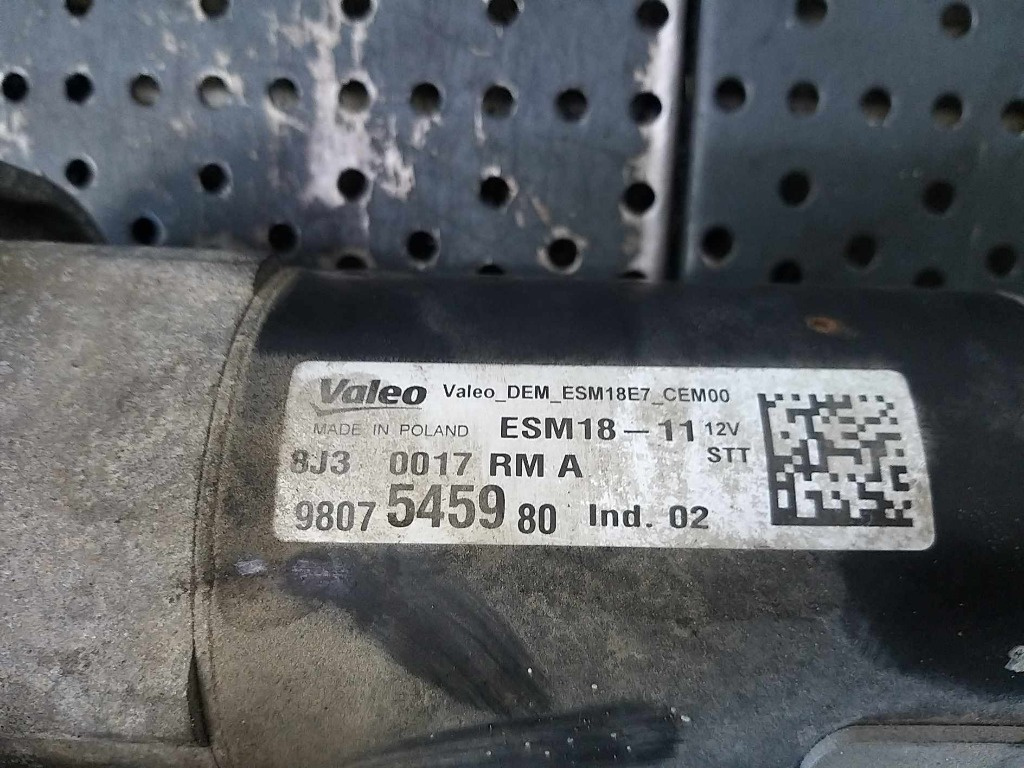 Valeo Valeo_DEM_ESM18E7_CEM00
MADE IN POLAND ESM18-11 12V
STT
8J3 0017 RM A
9807 5459 80 Ind. 02